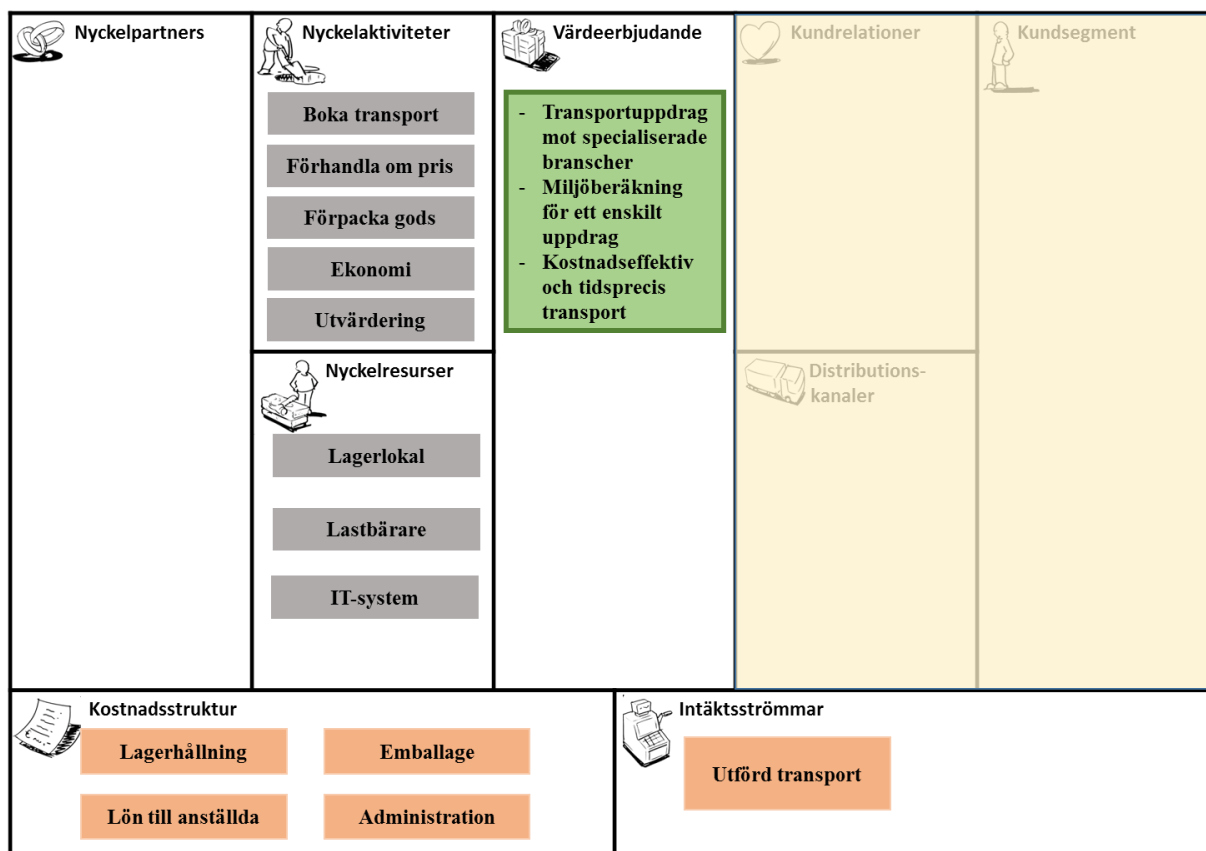 Nyckelpartners
Nyckelaktiviteter
Boka transport
Förhandla om pris
Förpacka gods
Ekonomi
Utvärdering
Nyckelresurser
Lagerlokal
Lastbärare
IT-system
Värdeerbjudande
- Transportuppdrag
mot specialiserade
branscher
- Miljöberäkning
för ett enskilt
uppdrag
- Kostnadseffektiv
och tidsprecis
transport
Kundrelationer
Distributions-
kanaler
Kundsegment
Kostnadsstruktur
Lagerhållning
Emballage
Lön till anställda
Administration
Intäktsströmmar
Utförd transport